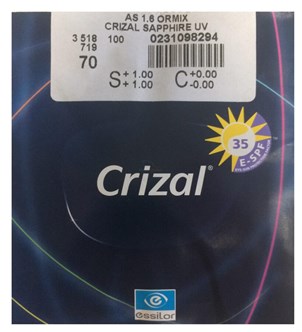 AS 1.6 ORMIX
CRIZAL SAPPHIRE UV
3 518 100 0231098294
719
70 S + 1.00 C +0.00
+ 1.00 -0.00
35
E-SPF
Crizal®
essilor